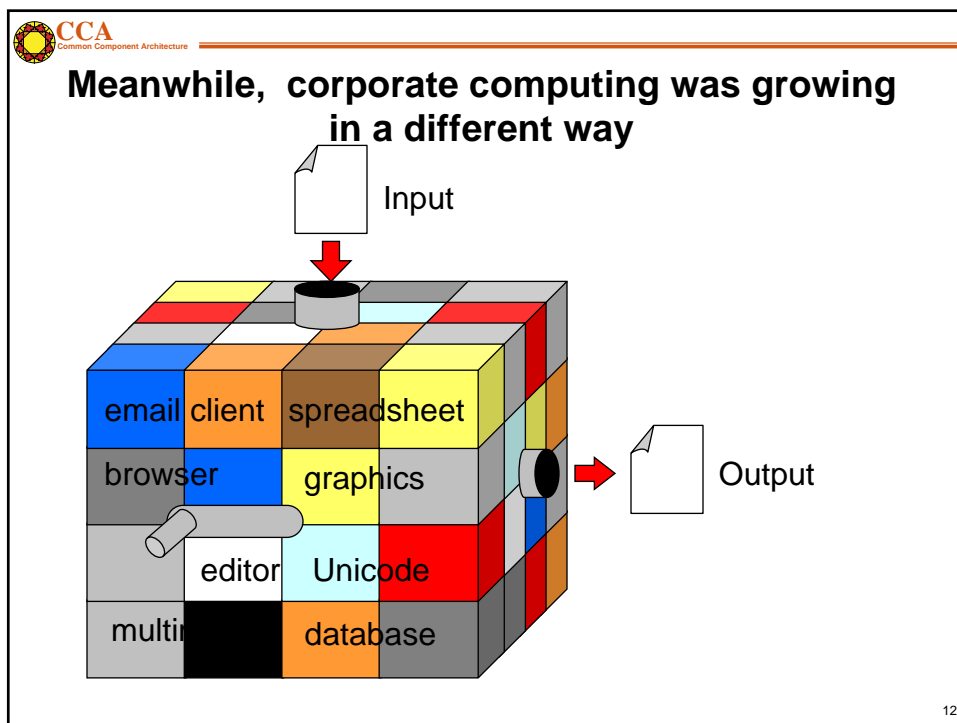 CCA
Common Component Architecture
Meanwhile, corporate computing was growing
in a different way
Input
email client spreadsheet
browser graphics
Output
editor Unicode
database
12